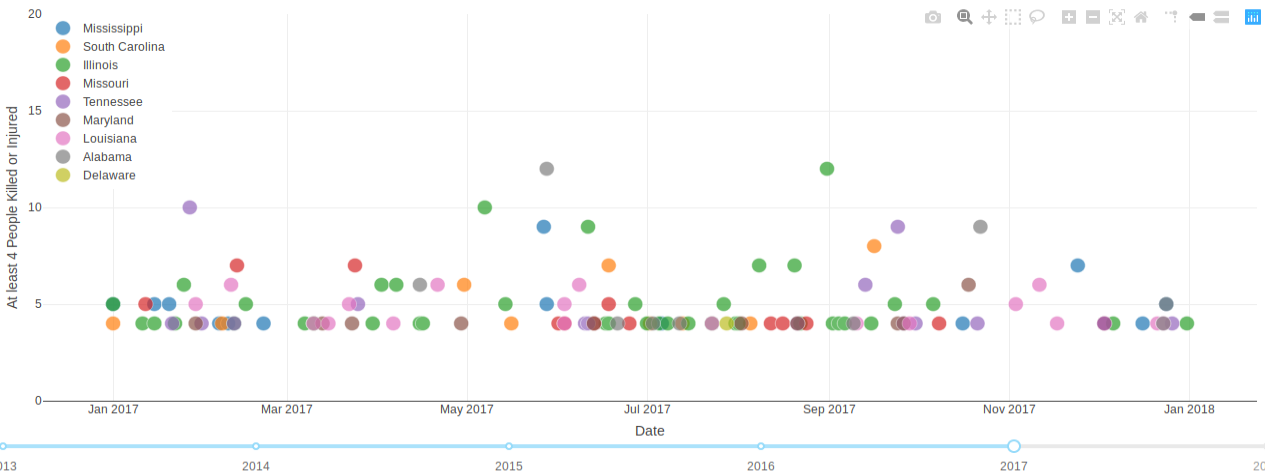 20
15
10
5
0
At least 4 People Killed or Injured
Mississippi
South Carolina
Illinois
Missouri
Tennessee
Maryland
Louisiana
Alabama
Delaware
Jan 2017 Mar 2017 May 2017 Jul 2017 Sep 2017 Nov 2017 Jan 2018
Date
013 2014 2015 2016 2017 20